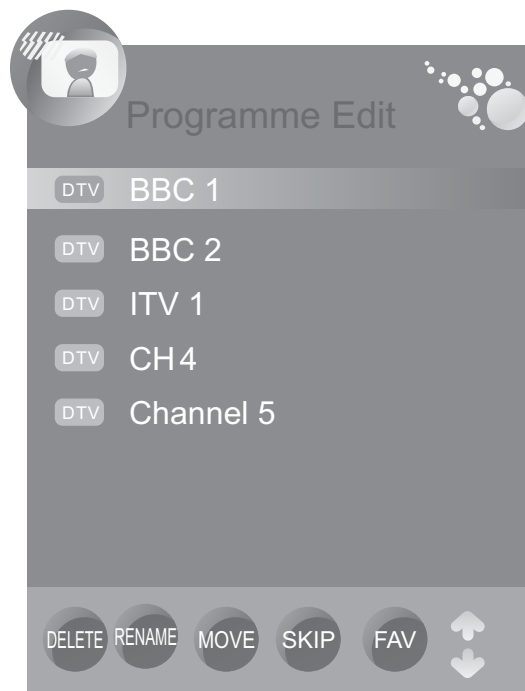 Programme Edit
DTV BBC 1
DTV BBC 2
DTV ITV 1
DTV CH 4
DTV Channel 5
DELETE RENAME MOVE SKIP FAV